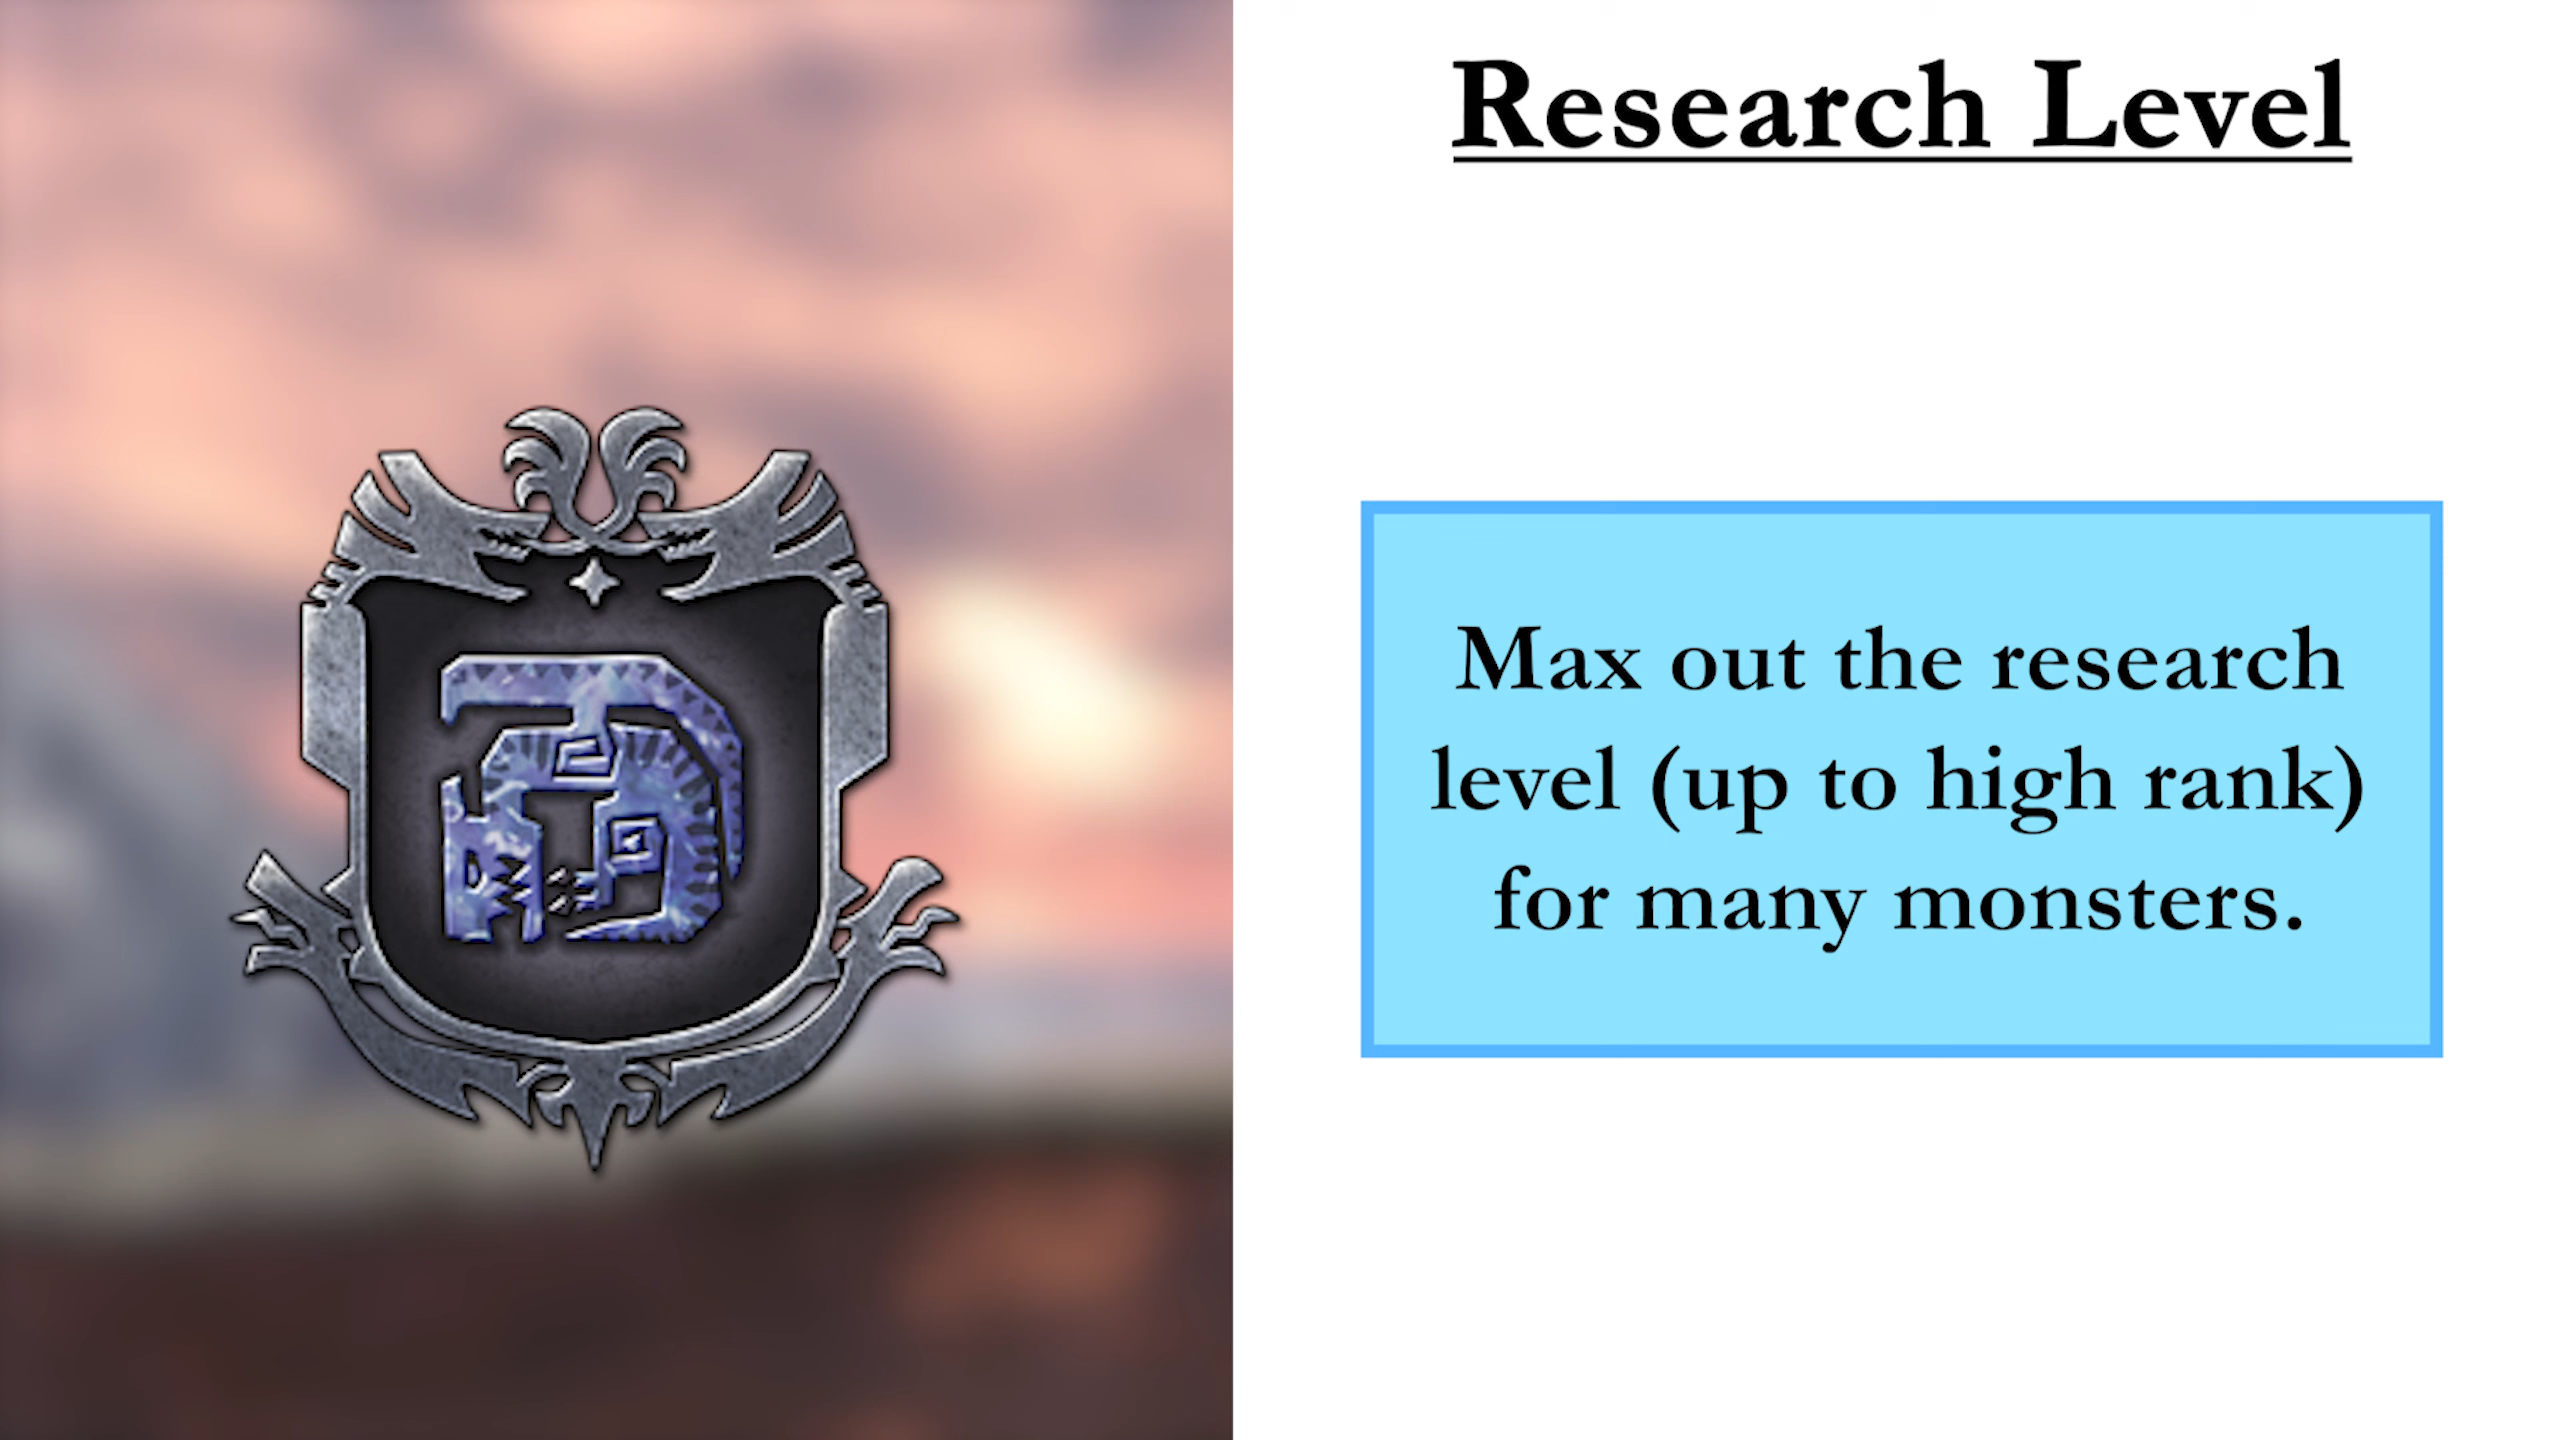 Research Level
Max out the research
level (up to high rank)
for many monsters.